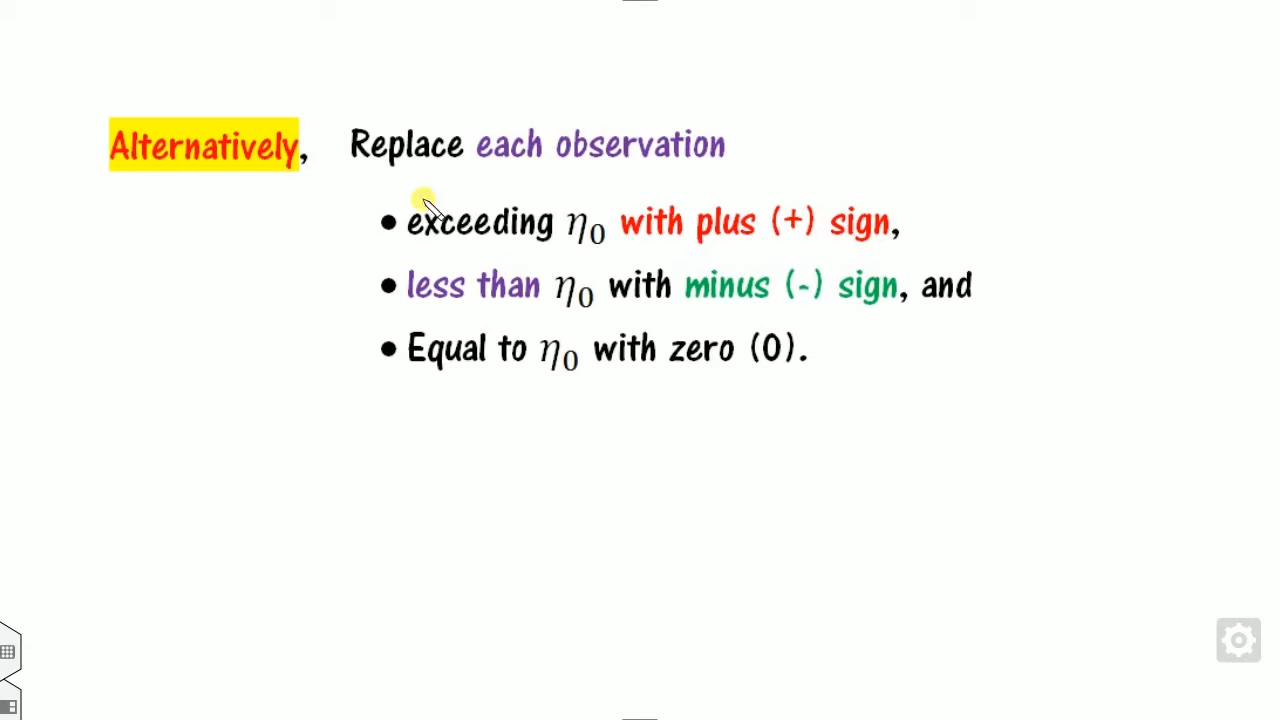 Alternatively, Replace each observation
• exceeding η₀ with plus (+) sign,
• less than η₀ with minus (-) sign, and
• Equal to η₀ with zero (0).